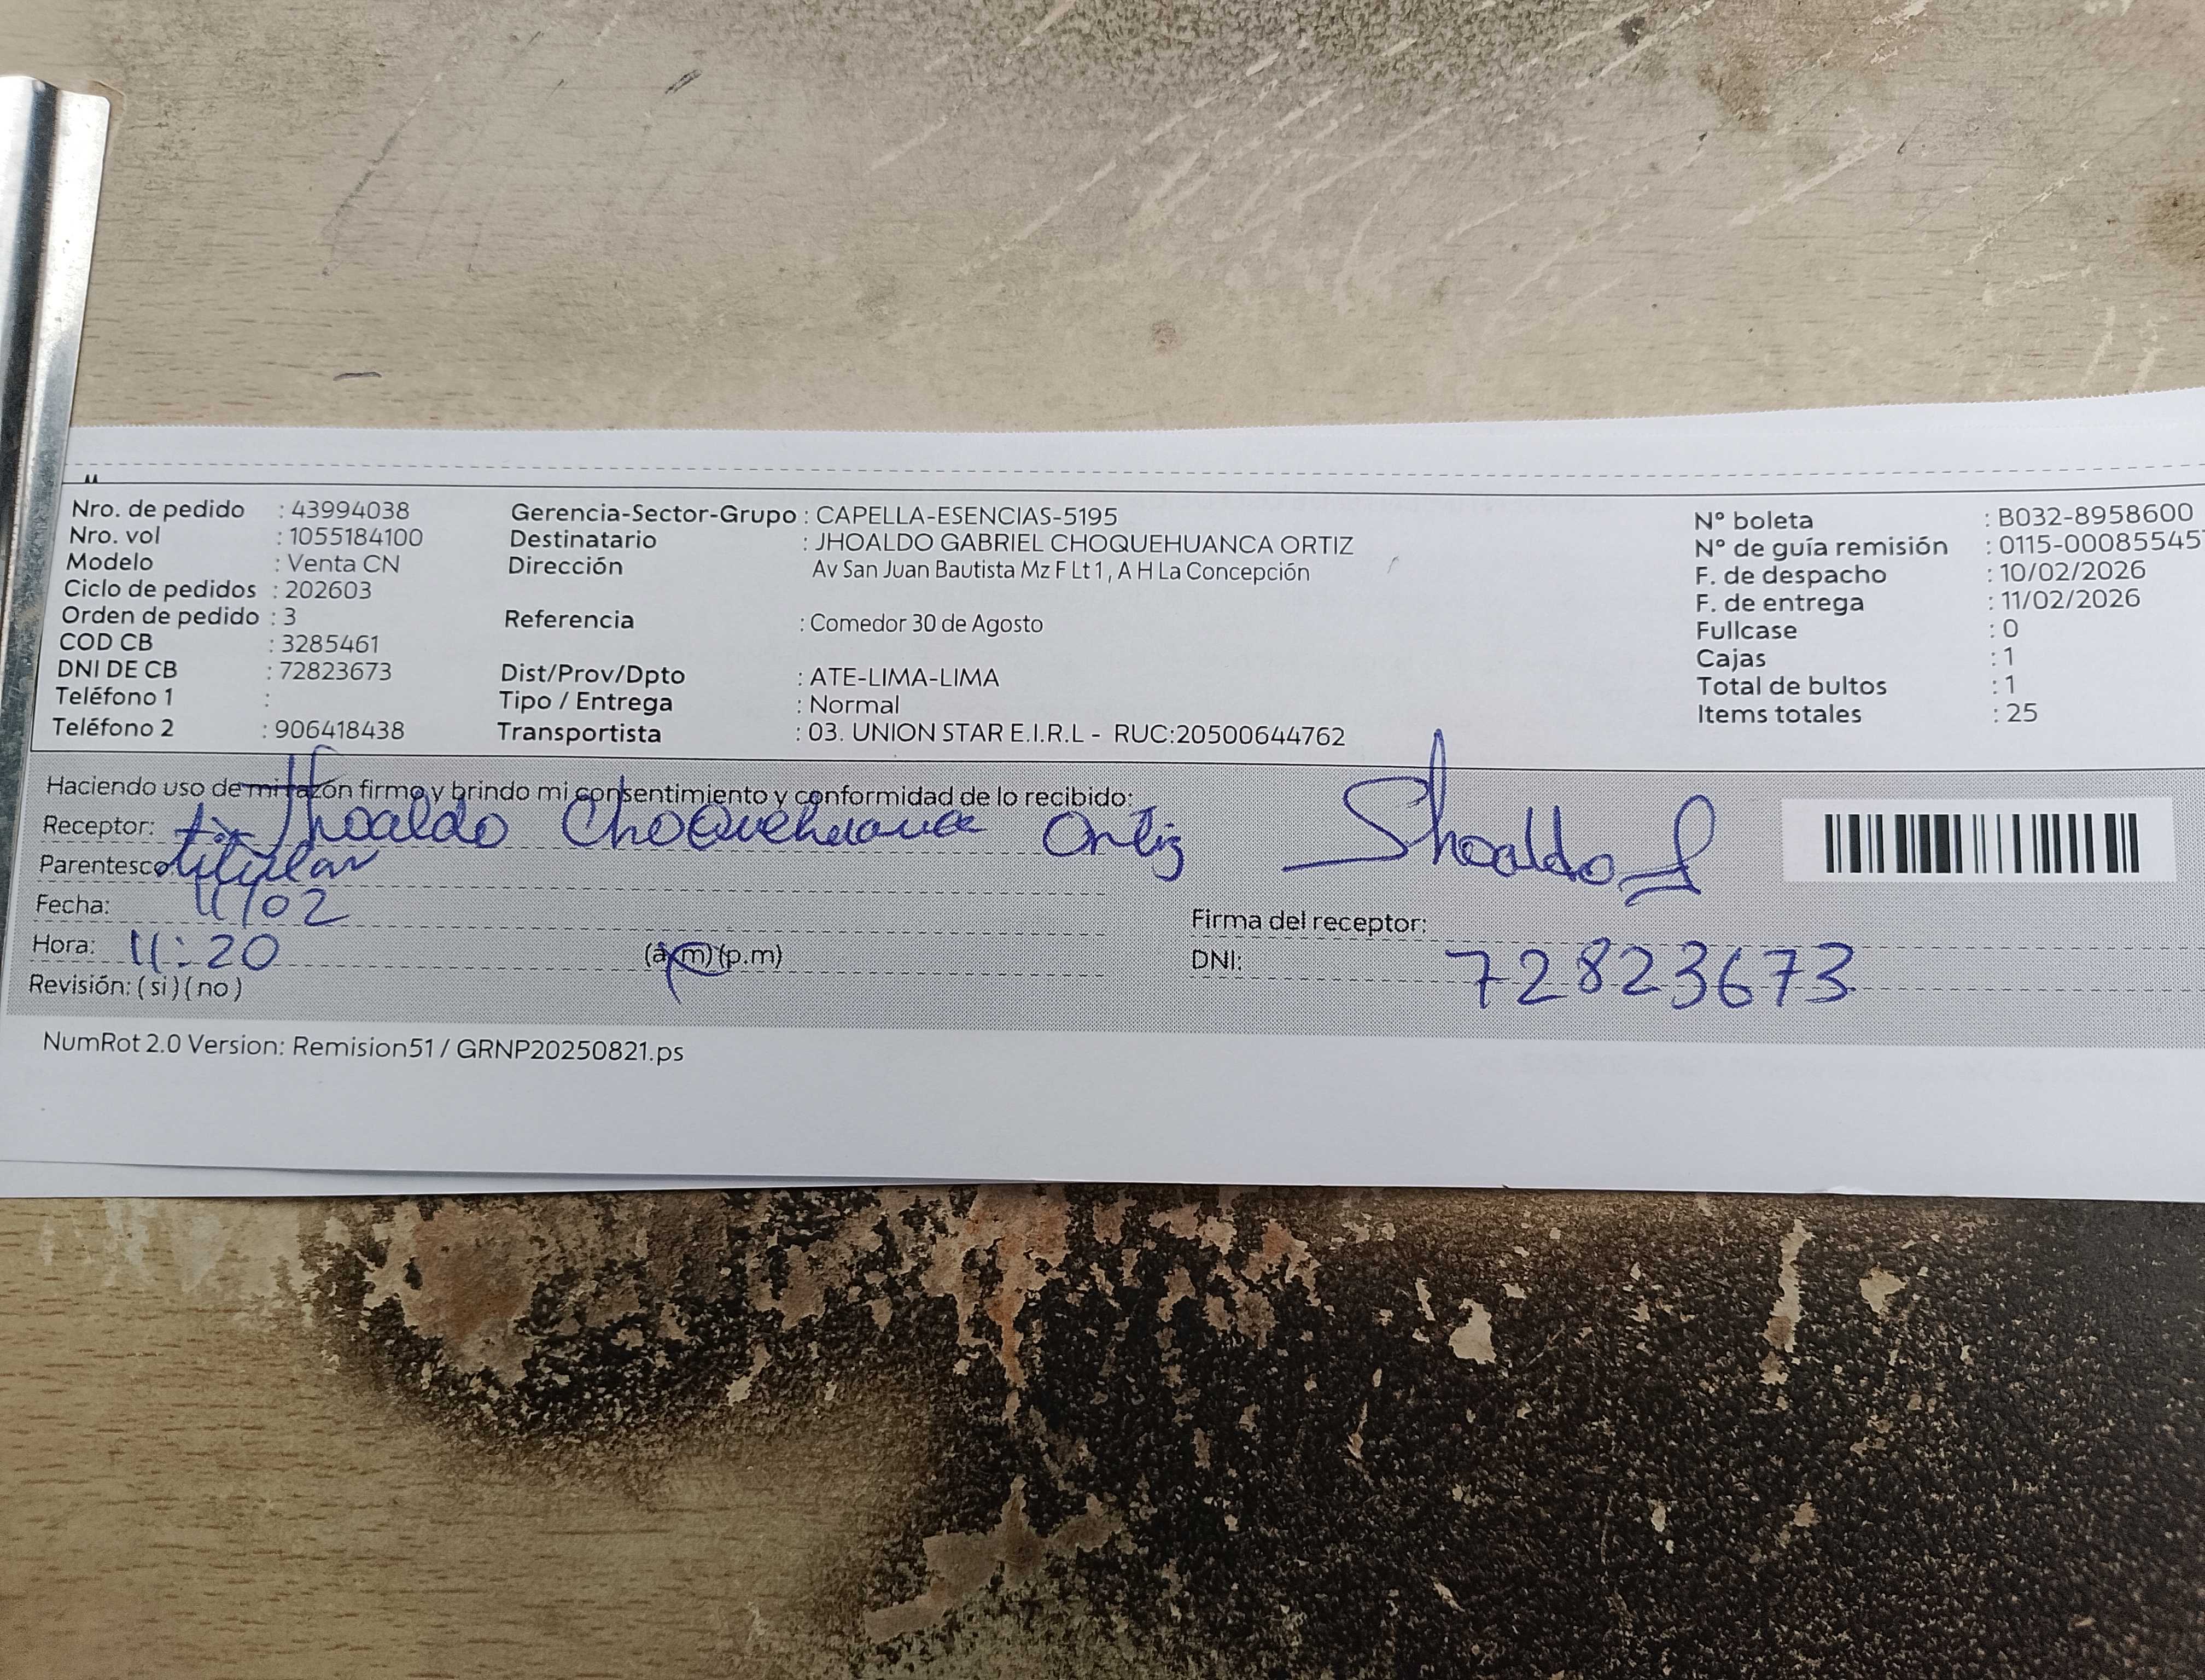 Nro. de pedido : 43994038
Nro. vol : 1055184100
Modelo : Venta CN
Ciclo de pedidos : 202603
Orden de pedido : 3
COD CB : 3285461
DNI DE CB : 72823673
Teléfono 1 :
Teléfono 2 : 906418438
Gerencia-Sector-Grupo : CAPELLA-ESENCIAS-5195
Destinatario : JHOALDO GABRIEL CHOQUEHUANCA ORTIZ
Dirección Av San Juan Bautista Mz F Lt 1, A H La Concepción
Referencia : Comedor 30 de Agosto
Dist/Prov/Dpto : ATE-LIMA-LIMA
Tipo / Entrega : Normal
Transportista : 03. UNION STAR E.I.R.L - RUC:20500644762
N° boleta : B032-8958600
N° de guía remisión : 0115-00085545
F. de despacho : 10/02/2026
F. de entrega : 11/02/2026
Fullcase : 0
Cajas : 1
Total de bultos : 1
Items totales : 25
Haciendo uso de mi razón firmo y brindo mi consentimiento y conformidad de lo recibido:
Receptor: Jhoaldo Choquehuanca Ortiz
Parentesco: titular
Fecha: 11/02
Hora: 11:20 (a.m)(p.m)
Revisión: (si)(no)
Jhoaldo
Firma del receptor:
DNI: 72823673
NumRot 2.0 Version: Remision51 / GRNP20250821.ps